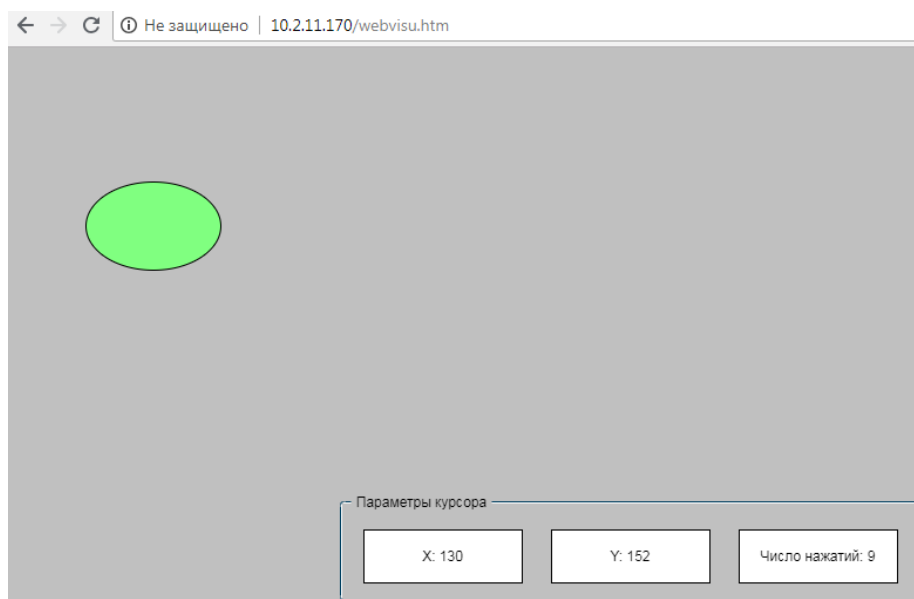 Не защищено | 10.2.11.170/webvisu.htm
Параметры курсора
X: 130
Y: 152
Число нажатий: 9